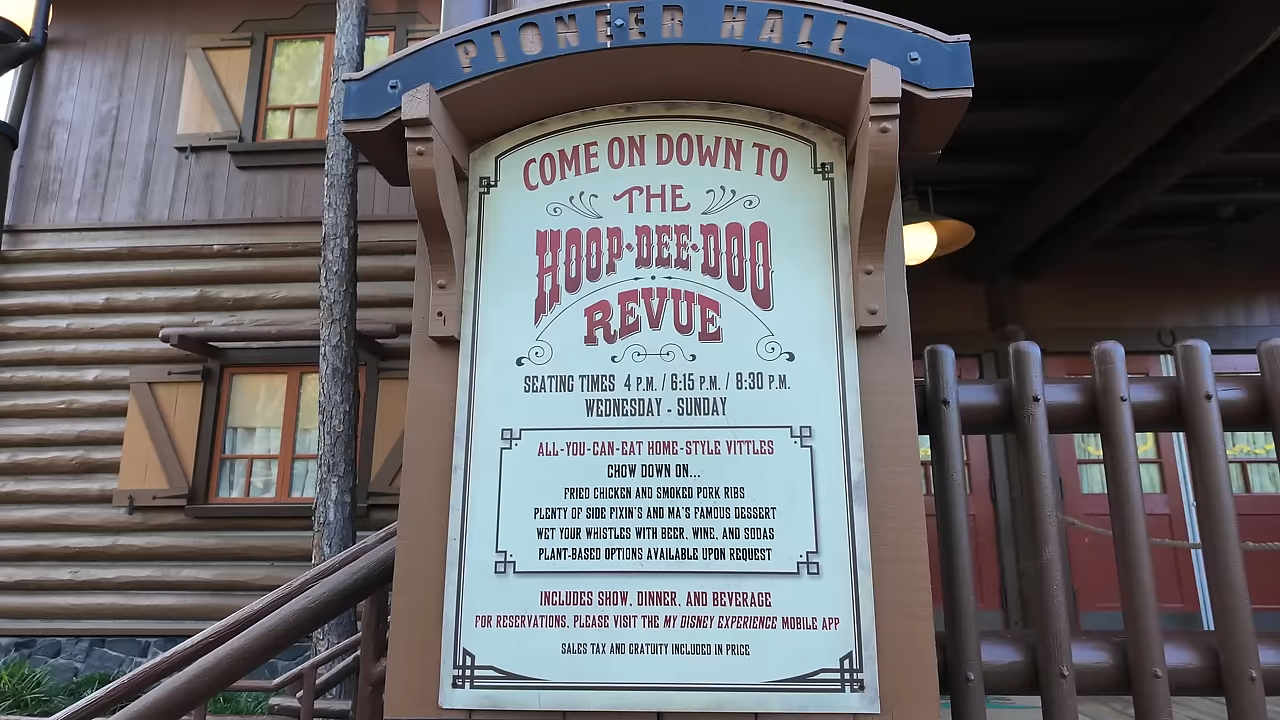 PIONEER HALL
COME ON DOWN TO
THE
HOOP·DEE·DOO
REVUE
SEATING TIMES 4 P.M. / 6:15 P.M. / 8:30 P.M.
WEDNESDAY - SUNDAY
ALL-YOU-CAN-EAT HOME-STYLE VITTLES
CHOW DOWN ON...
FRIED CHICKEN AND SMOKED PORK RIBS
PLENTY OF SIDE FIXIN'S AND MA'S FAMOUS DESSERT
WET YOUR WHISTLES WITH BEER, WINE, AND SODAS
PLANT-BASED OPTIONS AVAILABLE UPON REQUEST
INCLUDES SHOW, DINNER, AND BEVERAGE
FOR RESERVATIONS, PLEASE VISIT THE MY DISNEY EXPERIENCE MOBILE APP
SALES TAX AND GRATUITY INCLUDED IN PRICE